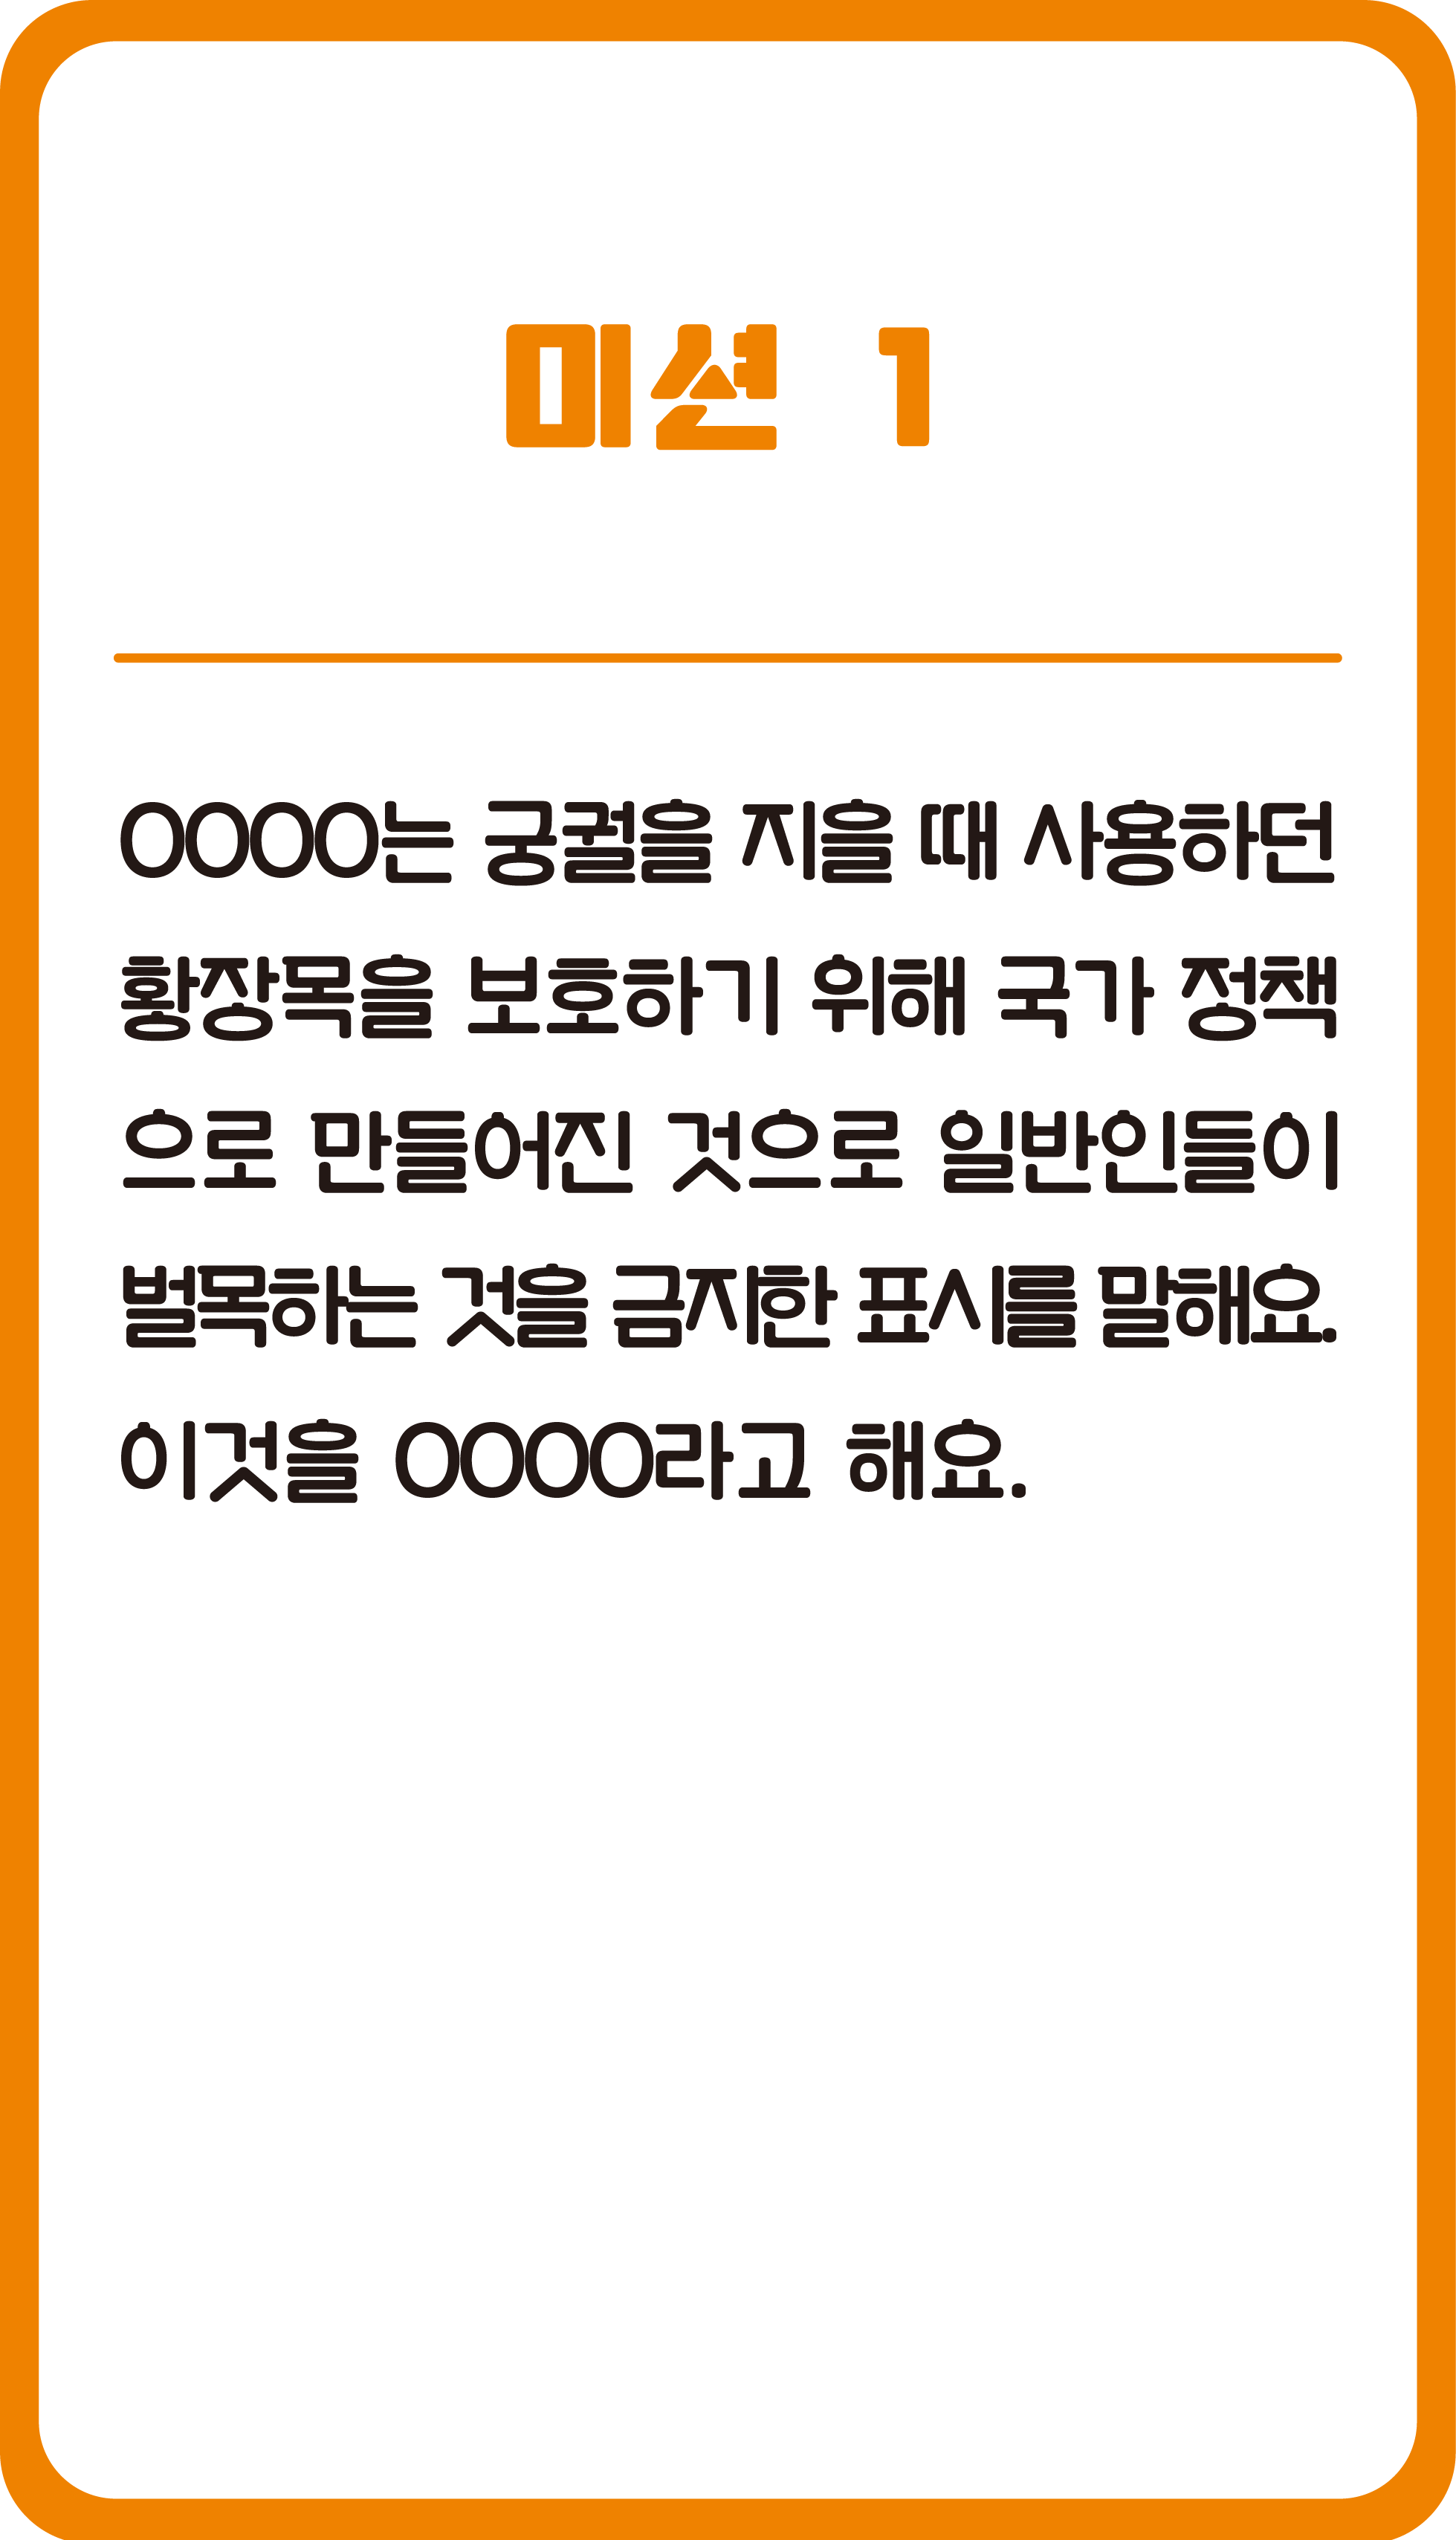 미션 1
OOOO는 궁궐을 지을 때 사용하던
황장목을 보호하기 위해 국가 정책
으로 만들어진 것으로 일반인들이
벌목하는 것을 금지한 표시를 말해요.
이것을 OOOO라고 해요.